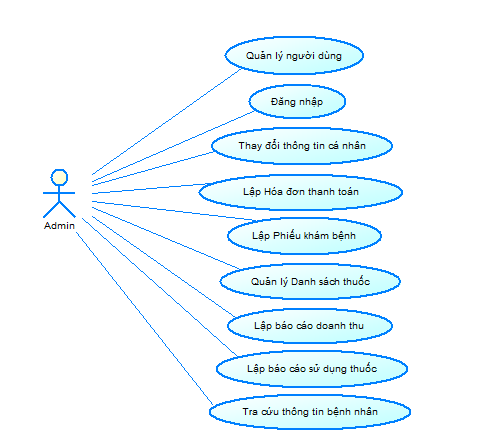 Quản lý người dùng
Đăng nhập
Thay đổi thông tin cá nhân
Lập Hóa đơn thanh toán
Admin
Lập Phiếu khám bệnh
Quản lý Danh sách thuốc
Lập báo cáo doanh thu
Lập báo cáo sử dụng thuốc
Tra cứu thông tin bệnh nhân